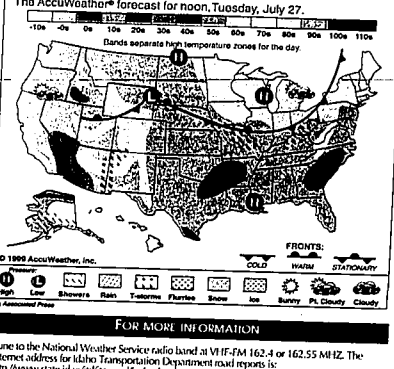 The AccuWeather® forecast for noon, Tuesday, July 27.
-10s -0s 0s 10s 20s 30s 40s 50s 60s 70s 80s 90s 100s 110s
Bands separate high temperature zones for the day.
H
L
H
H
© 1999 AccuWeather, Inc.
FRONTS:
COLD WARM STATIONARY
Pressure:
H L
High Low Showers Rain T-storms Flurries Snow Ice Sunny Pt. Cloudy Cloudy
Associated Press
FOR MORE INFORMATION
une to the National Weather Service radio band at VHF-FM 162.4 or 162.55 MHZ. The
ternet address for Idaho Transportation Department road reports is: